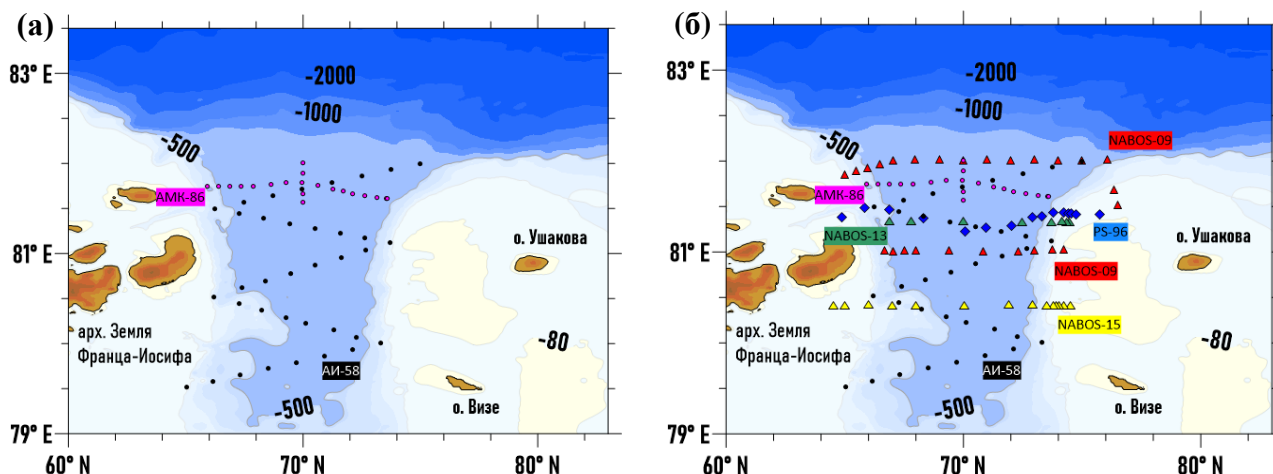 (а)
83° E
-2000
-1000
-500
АМК-86
81° E
о. Ушакова
арх. Земля
Франца-Иосифа
-80
АИ-58
о. Визе
-500
79° E
60° N
70° N
80° N
(б)
83° E
-2000
-1000
-500
NABOS-09
АМК-86
NABOS-13
PS-96
81° E
о. Ушакова
NABOS-09
арх. Земля
Франца-Иосифа
NABOS-15
-80
АИ-58
о. Визе
-500
79° E
60° N
70° N
80° N